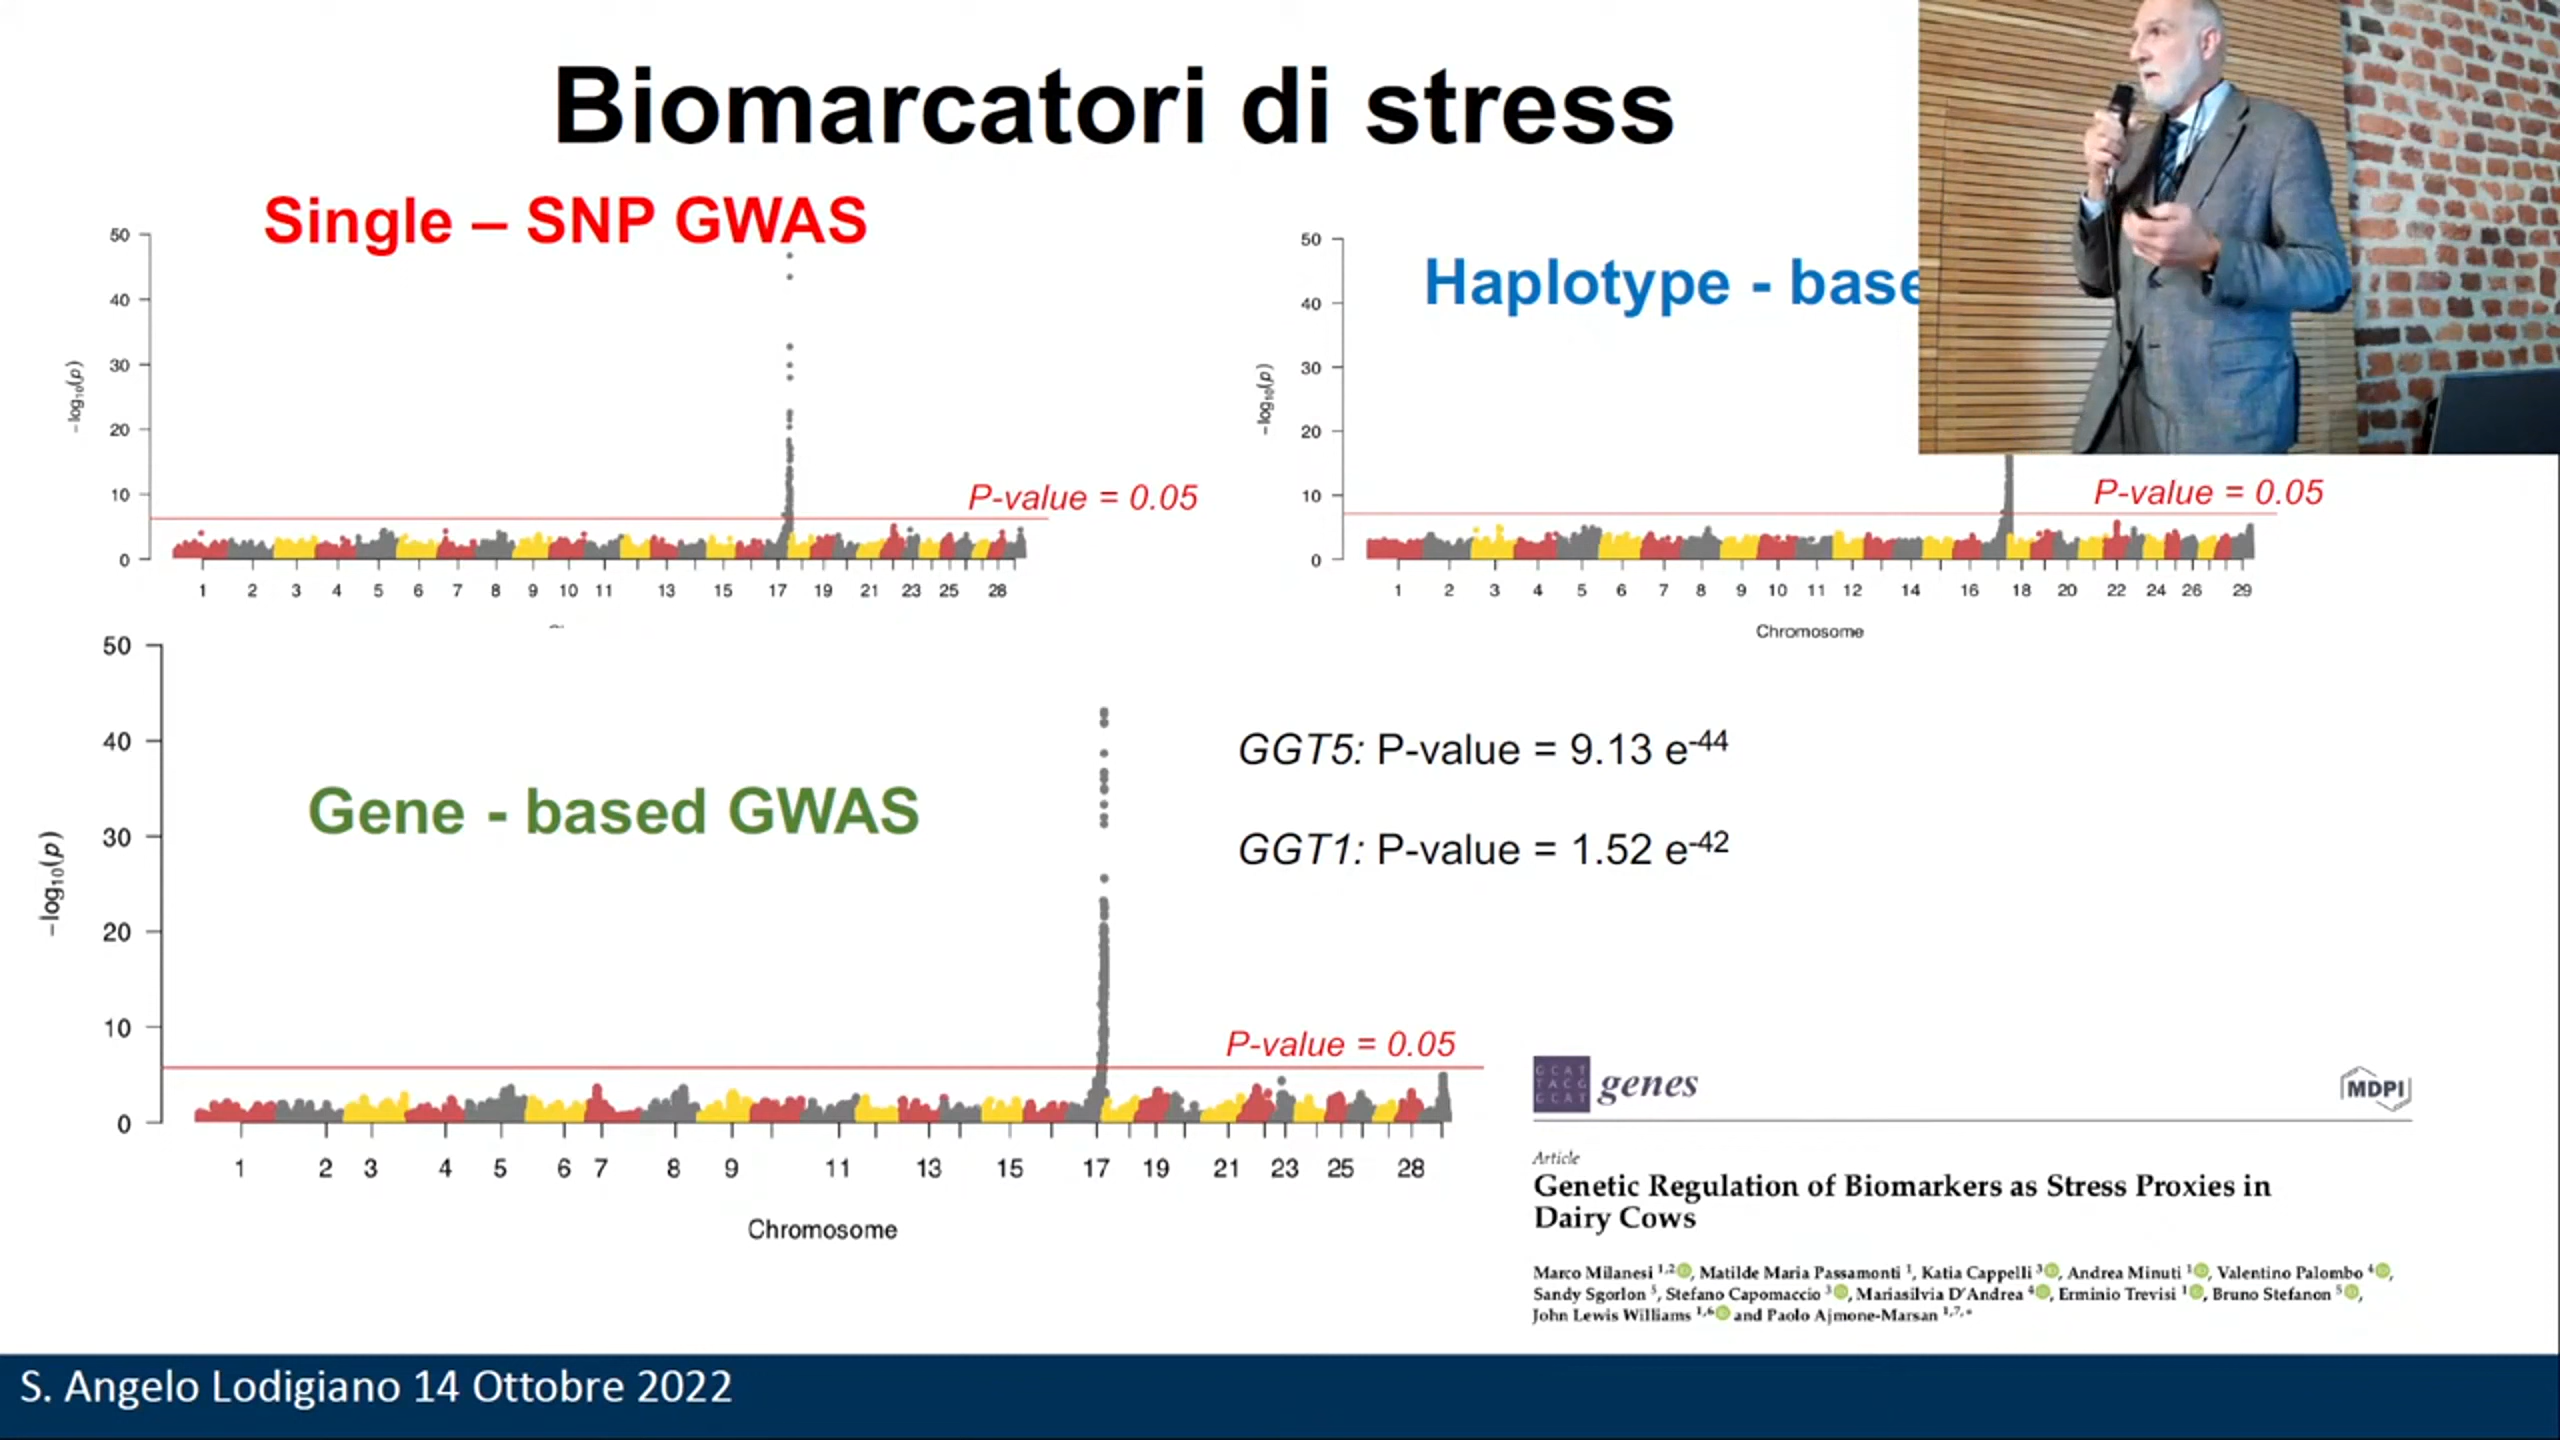 Biomarcatori di stress
Single – SNP GWAS
50
40
30
20
10
0
–log10(p)
P-value = 0.05
1 2 3 4 5 6 7 8 9 10 11 13 15 17 19 21 23 25 28
Haplotype - base
50
40
30
20
10
0
–log10(p)
P-value = 0.05
1 2 3 4 5 6 7 8 9 10 11 12 14 16 18 20 22 24 26 29
Chromosome
Gene - based GWAS
50
40
30
20
10
0
–log10(p)
P-value = 0.05
1 2 3 4 5 6 7 8 9 11 13 15 17 19 21 23 25 28
Chromosome
GGT5: P-value = 9.13 e-44
GGT1: P-value = 1.52 e-42
GCAT
TACG
GCAT
genes
MDPI
Article
Genetic Regulation of Biomarkers as Stress Proxies in
Dairy Cows
Marco Milanesi 1,2, Matilde Maria Passamonti 1, Katia Cappelli 3, Andrea Minuti 1, Valentino Palombo 4,
Sandy Sgorlon 5, Stefano Capomaccio 3, Mariasilvia D'Andrea 4, Erminio Trevisi 1, Bruno Stefanon 5,
John Lewis Williams 1,6 and Paolo Ajmone-Marsan 1,7,*
S. Angelo Lodigiano 14 Ottobre 2022